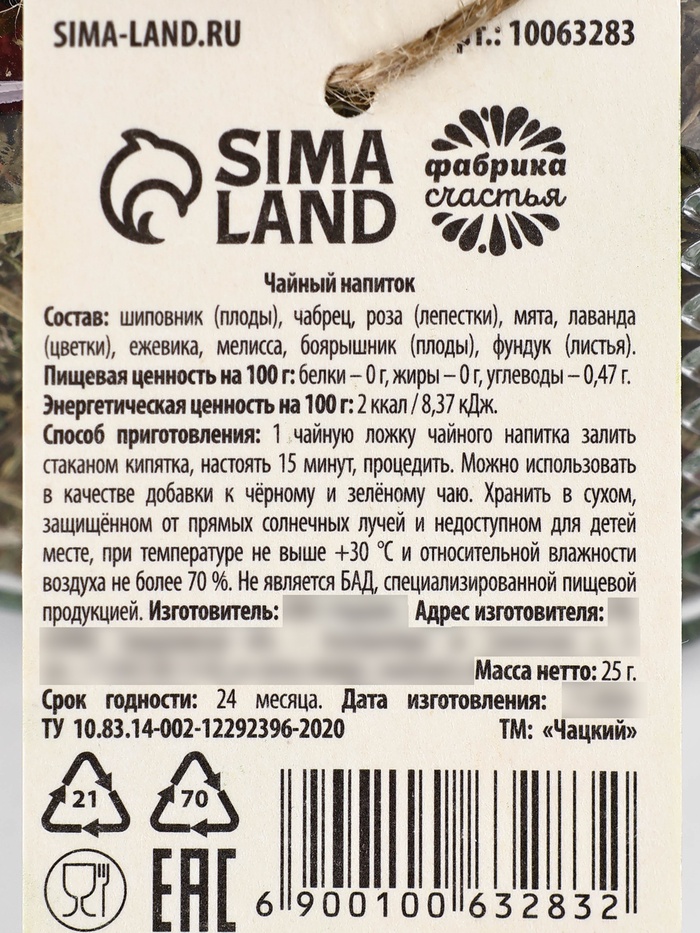 SIMA-LAND.RU
рт.: 10063283
SIMA
LAND
фабрика
счастья
Чайный напиток
Состав: шиповник (плоды), чабрец, роза (лепестки), мята, лаванда
(цветки), ежевика, мелисса, боярышник (плоды), фундук (листья).
Пищевая ценность на 100 г: белки – 0 г, жиры – 0 г, углеводы – 0,47 г.
Энергетическая ценность на 100 г: 2 ккал / 8,37 кДж.
Способ приготовления: 1 чайную ложку чайного напитка залить
стаканом кипятка, настоять 15 минут, процедить. Можно использовать
в качестве добавки к чёрному и зелёному чаю. Хранить в сухом,
защищённом от прямых солнечных лучей и недоступном для детей
месте, при температуре не выше +30 °C и относительной влажности
воздуха не более 70 %. Не является БАД, специализированной пищевой
продукцией. Изготовитель: Адрес изготовителя:
Масса нетто: 25 г.
Срок годности: 24 месяца. Дата изготовления:
ТУ 10.83.14-002-12292396-2020 ТМ: «Чацкий»
21 70
EAC
6 900100 632832